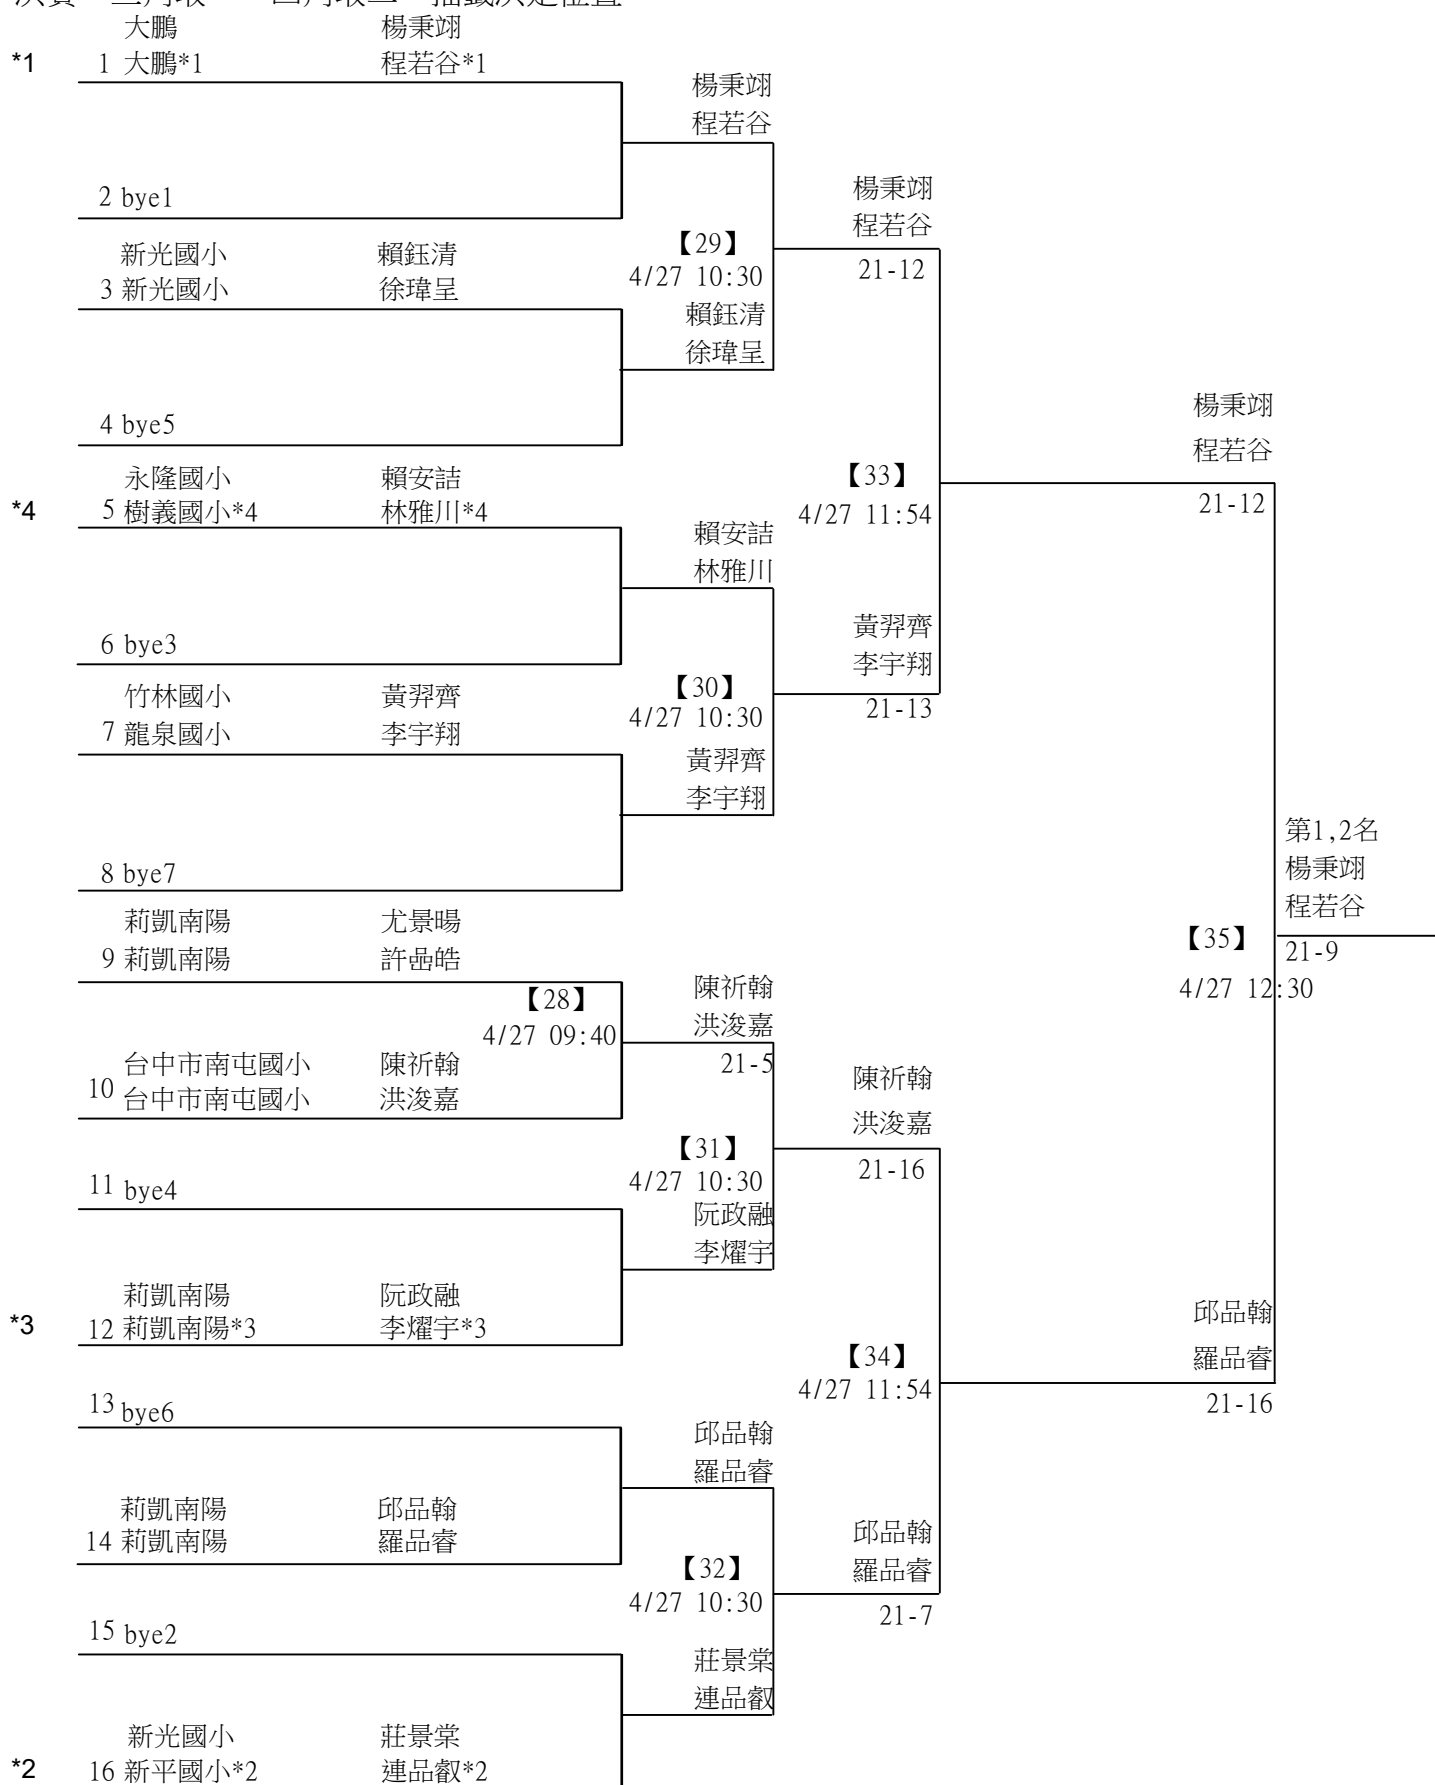 大鵬 楊秉翊
*1 1 大鵬*1 程若谷*1
楊秉翊
程若谷
2 bye1
楊秉翊
程若谷
【29】
21-12
新光國小 賴鈺清
4/27 10:30
3 新光國小 徐瑋呈
賴鈺清
徐瑋呈
4 bye5
楊秉翊
程若谷
永隆國小 賴安喆
【33】
*4 5 樹義國小*4 林雅川*4
4/27 11:54
21-12
賴安喆
林雅川
6 bye3
黃羿齊
李宇翔
【30】
竹林國小 黃羿齊
4/27 10:30
21-13
7 龍泉國小 李宇翔
黃羿齊
李宇翔
8 bye7
第1,2名
楊秉翊
程若谷
莉凱南陽 尤景暘
【35】
21-9
9 莉凱南陽 許嵒皓
4/27 12:30
【28】
陳祈翰
洪浚嘉
4/27 09:40
21-5
台中市南屯國小 陳祈翰
10 台中市南屯國小 洪浚嘉
陳祈翰
洪浚嘉
【31】
21-16
4/27 10:30
11 bye4
阮政融
李燿宇
莉凱南陽 阮政融
*3 12 莉凱南陽*3 李燿宇*3
邱品翰
羅品睿
【34】
4/27 11:54
21-16
13 bye6
邱品翰
羅品睿
莉凱南陽 邱品翰
14 莉凱南陽 羅品睿
邱品翰
羅品睿
【32】
4/27 10:30
21-7
15 bye2
莊景棠
連品叡
新光國小 莊景棠
*2 16 新平國小*2 連品叡*2